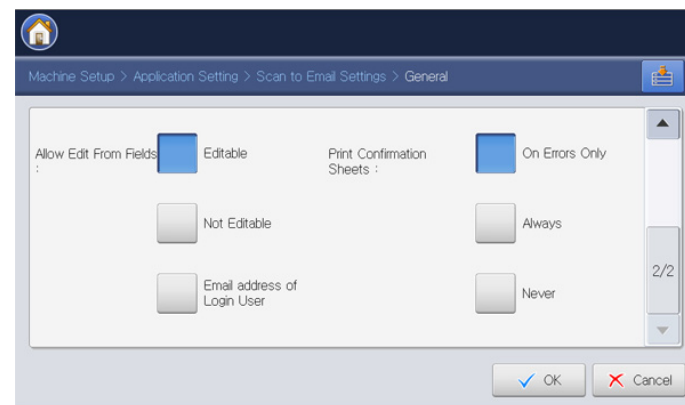 Machine Setup > Application Setting > Scan to Email Settings > General
Allow Edit From Fields
:
Editable
Not Editable
Email address of
Login User
Print Confirmation
Sheets :
On Errors Only
Always
Never
2/2
OK
Cancel